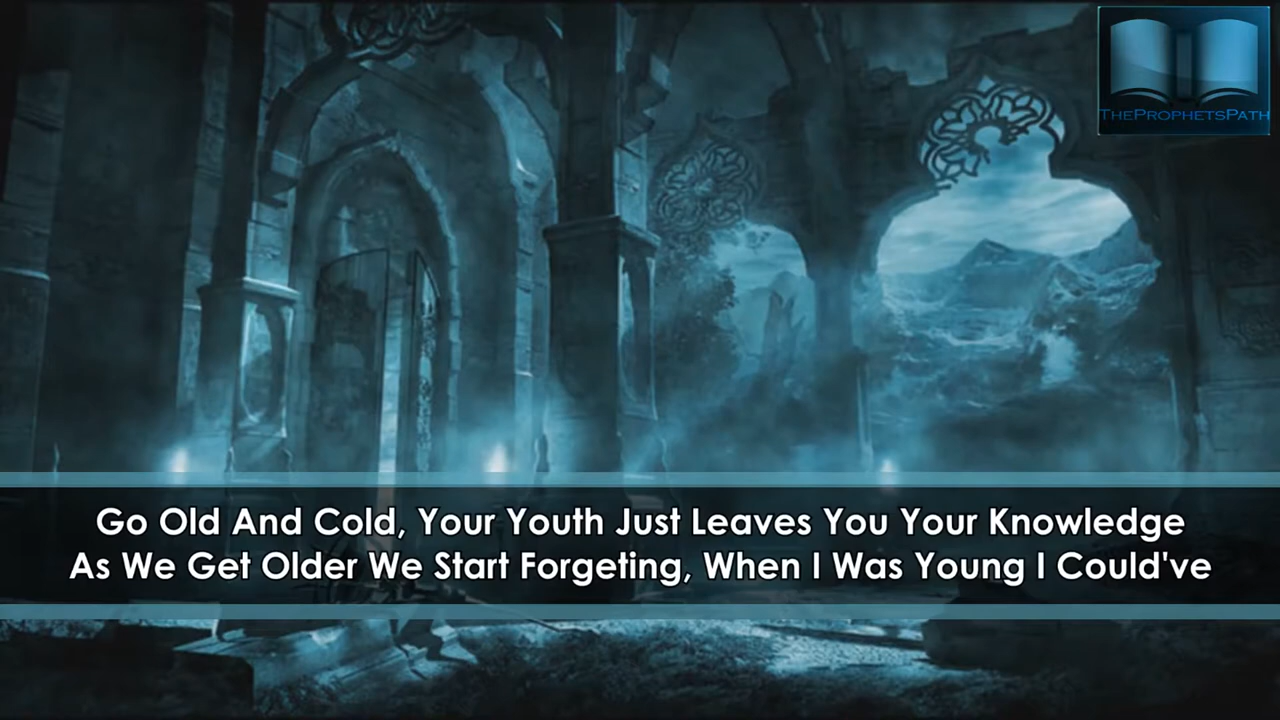 THEPROPHETSPATH
Go Old And Cold, Your Youth Just Leaves You Your Knowledge
As We Get Older We Start Forgeting, When I Was Young I Could've